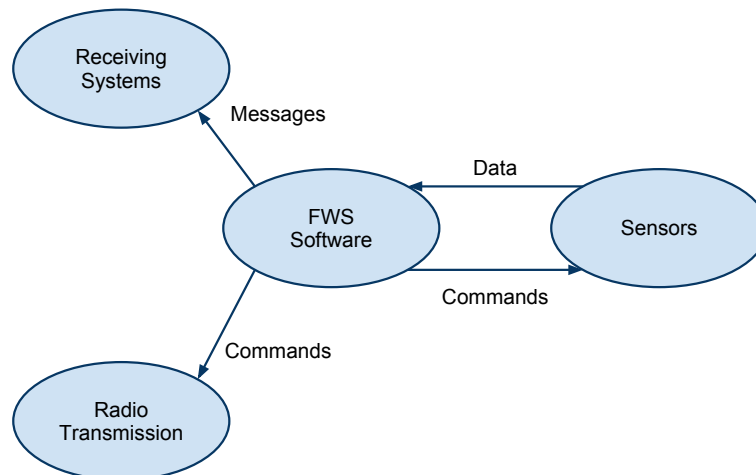 Receiving
Systems
Messages
Data
FWS
Software
Sensors
Commands
Commands
Radio
Transmission